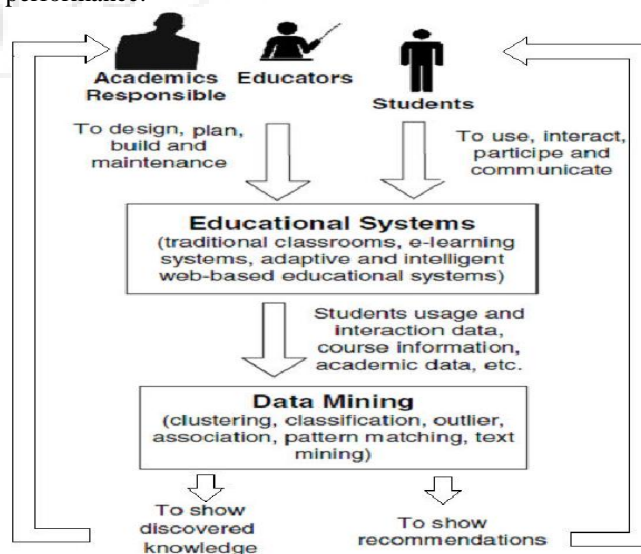 performance.
Academics Educators
Responsible
Students
To design, plan,
build and
maintenance
To use, interact,
participe and
communicate
Educational Systems
(traditional classrooms, e-learning
systems, adaptive and intelligent
web-based educational systems)
Students usage and
interaction data,
course information,
academic data, etc.
Data Mining
(clustering, classification, outlier,
association, pattern matching, text
mining)
To show
discovered
knowledge
To show
recommendations